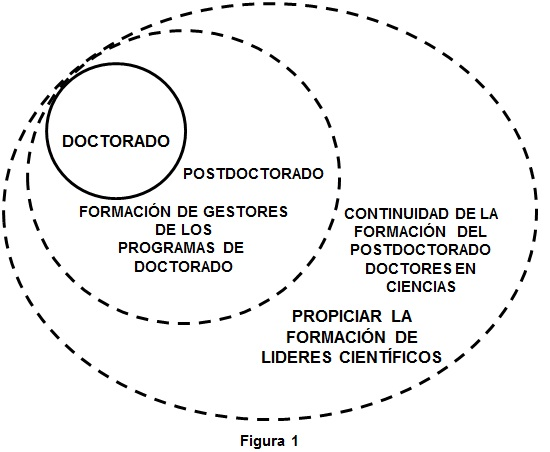 DOCTORADO
POSTDOCTORADO
FORMACIÓN DE GESTORES
DE LOS
PROGRAMAS DE
DOCTORADO
CONTINUIDAD DE LA
FORMACIÓN DEL
POSTDOCTORADO
DOCTORES EN
CIENCIAS
PROPICIAR LA
FORMACIÓN DE
LIDERES CIENTÍFICOS
Figura 1